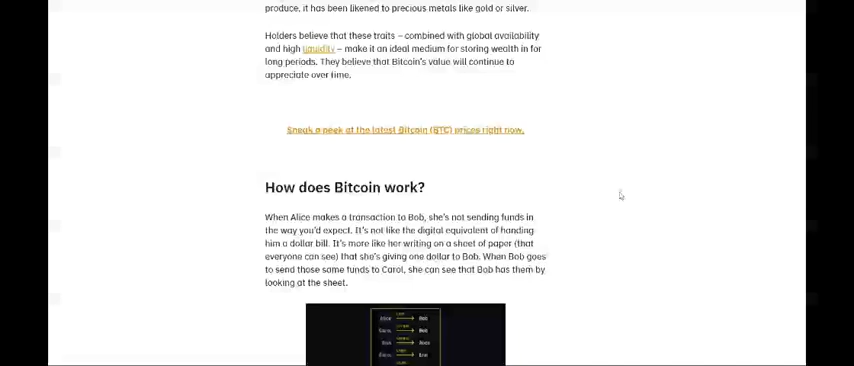 produce, it has been likened to precious metals like gold or silver.
Holders believe that these traits – combined with global availability
and high liquidity – make it an ideal medium for storing wealth in for
long periods. They believe that Bitcoin's value will continue to
appreciate over time.
Sneak a peek at the latest Bitcoin (BTC) prices right now.
How does Bitcoin work?
When Alice makes a transaction to Bob, she's not sending funds in
the way you'd expect. It's not like the digital equivalent of handing
him a dollar bill. It's more like her writing on a sheet of paper (that
everyone can see) that she's giving one dollar to Bob. When Bob goes
to send those same funds to Carol, she can see that Bob has them by
looking at the sheet.
Bob
Bob